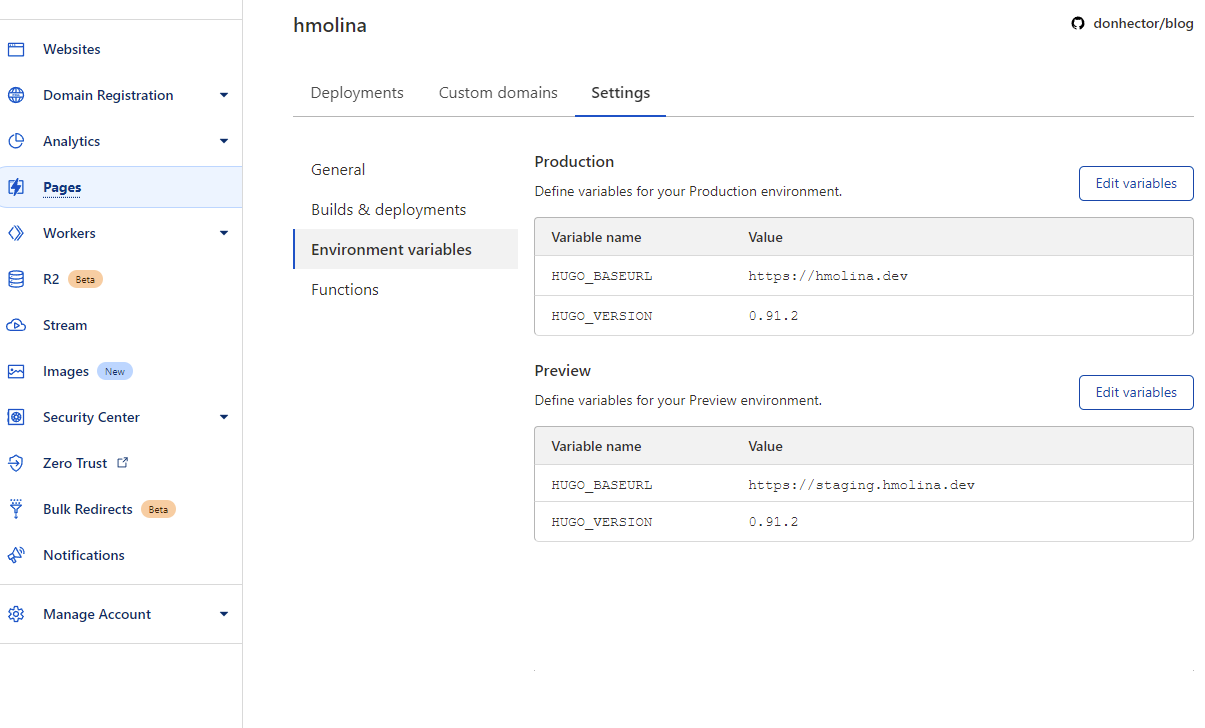 hmolina
donhector/blog
Websites
Domain Registration
Analytics
Pages
Workers
R2 Beta
Stream
Images New
Security Center
Zero Trust
Bulk Redirects Beta
Notifications
Manage Account
Deployments Custom domains Settings
General
Builds & deployments
Environment variables
Functions
Production
Define variables for your Production environment.
Edit variables
Variable name Value
HUGO_BASEURL https://hmolina.dev
HUGO_VERSION 0.91.2
Preview
Define variables for your Preview environment.
Edit variables
Variable name Value
HUGO_BASEURL https://staging.hmolina.dev
HUGO_VERSION 0.91.2